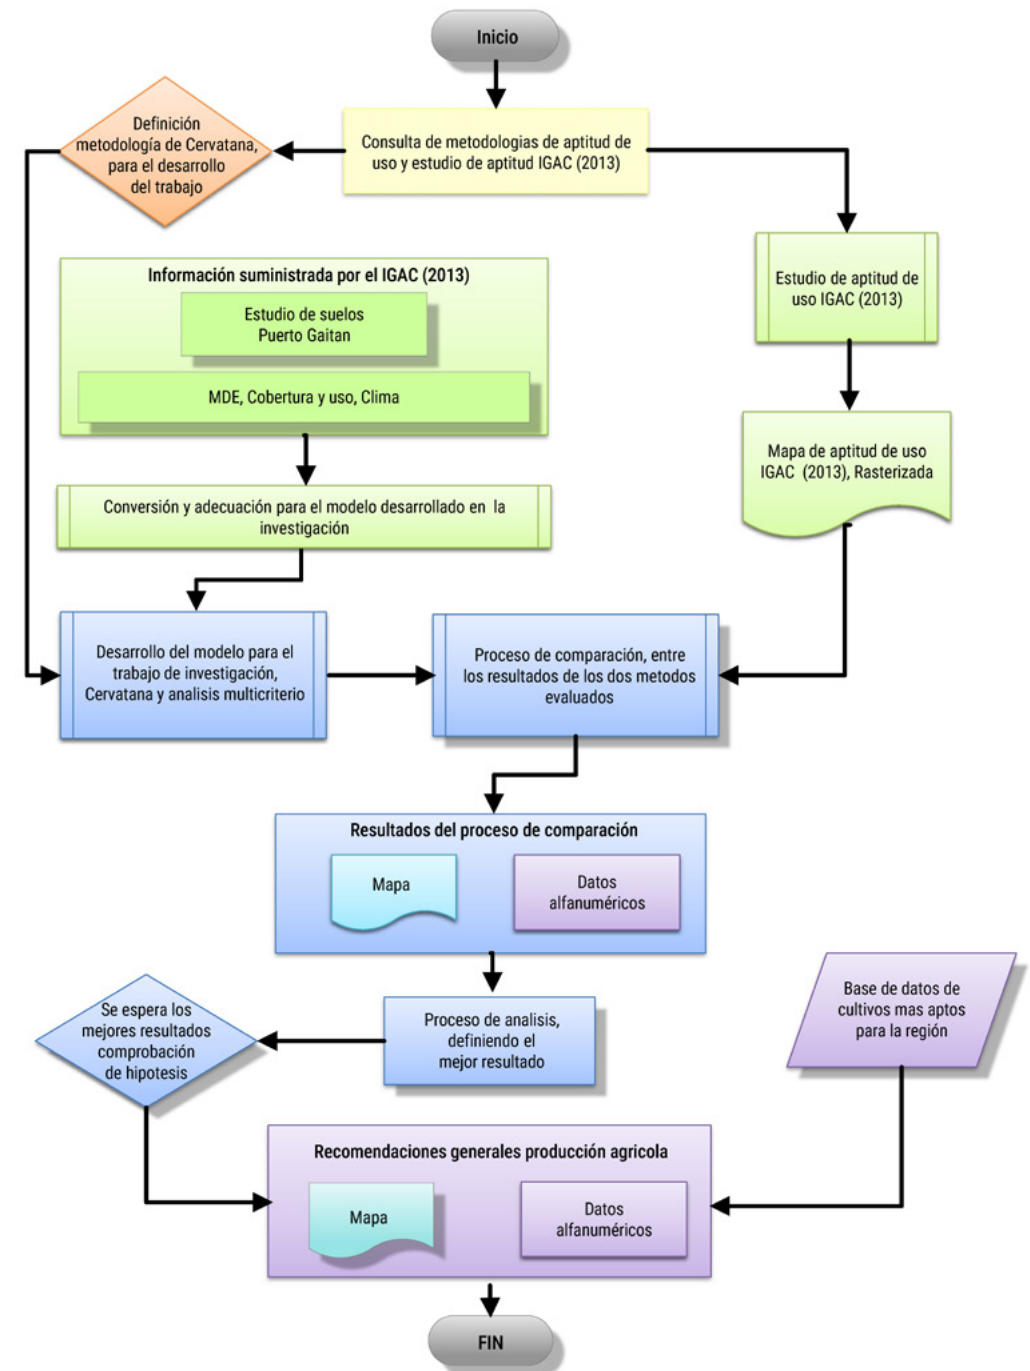 Inicio
Consulta de metodologias de aptitud de
uso y estudio de aptitud IGAC (2013)
Definición
metodología de Cervatana,
para el desarrollo
del trabajo
Estudio de aptitud de
uso IGAC (2013)
Información suministrada por el IGAC (2013)
Estudio de suelos
Puerto Gaitan
MDE, Cobertura y uso, Clima
Mapa de aptitud de uso
IGAC (2013), Rasterizada
Conversión y adecuación para el modelo desarrollado en la
investigación
Desarrollo del modelo para el
trabajo de investigación,
Cervatana y analisis multicriterio
Proceso de comparación, entre
los resultados de los dos metodos
evaluados
Resultados del proceso de comparación
Mapa
Datos
alfanuméricos
Se espera los
mejores resultados
comprobación
de hipotesis
Proceso de analisis,
definiendo el
mejor resultado
Base de datos de
cultivos mas aptos
para la región
Recomendaciones generales producción agricola
Mapa
Datos
alfanuméricos
FIN